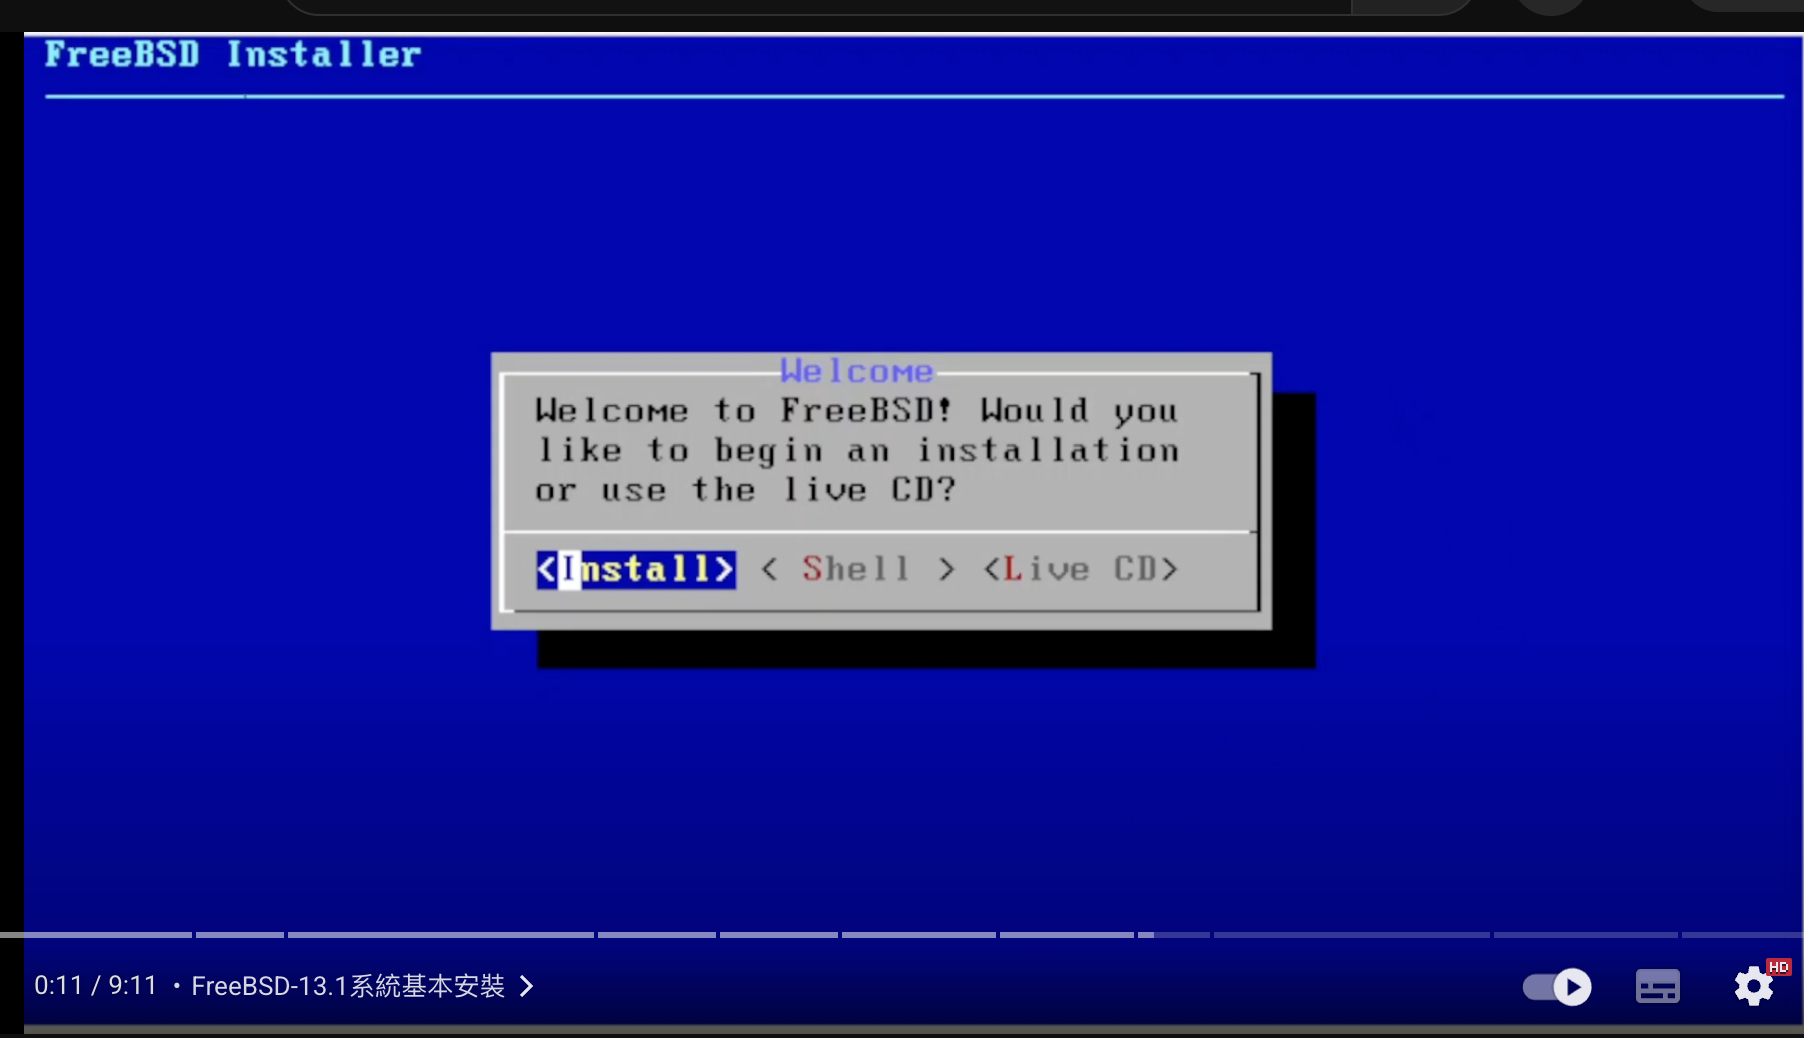 FreeBSD Installer
Welcome
Welcome to FreeBSD! Would you
like to begin an installation
or use the live CD?
<Install> < Shell > <Live CD>
0:11 / 9:11 • FreeBSD-13.1系統基本安裝 >
HD